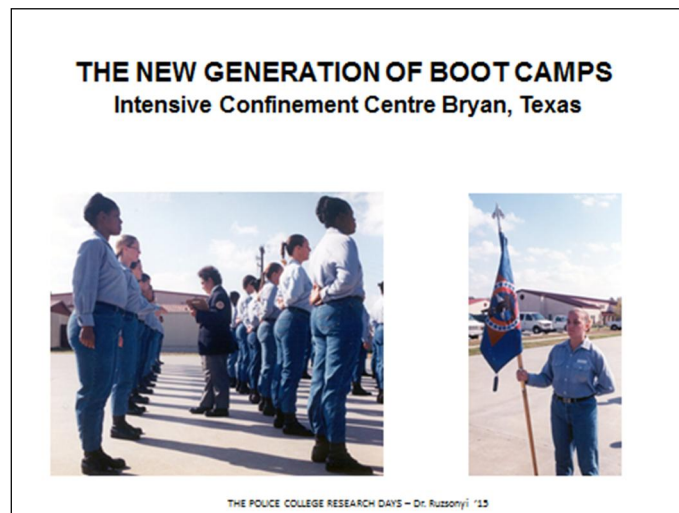 THE NEW GENERATION OF BOOT CAMPS
Intensive Confinement Centre Bryan, Texas
THE POLICE COLLEGE RESEARCH DAYS – Dr. Ruzsonyi '15